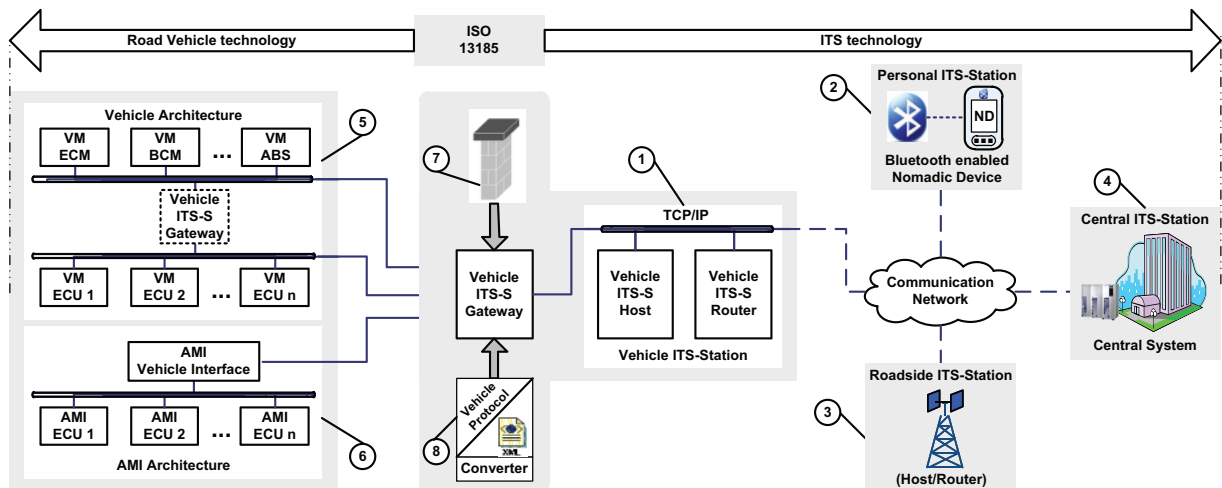 ISO
13185
Road Vehicle technology
ITS technology
Vehicle Architecture
VM
ECM
VM
BCM
...
VM
ABS
5
Vehicle
ITS-S
Gateway
VM
ECU 1
VM
ECU 2
...
VM
ECU n
AMI
Vehicle Interface
AMI
ECU 1
AMI
ECU 2
...
AMI
ECU n
AMI Architecture
6
7
Vehicle
ITS-S
Gateway
Vehicle
Protocol
XML
Converter
8
1
TCP/IP
Vehicle
ITS-S
Host
Vehicle
ITS-S
Router
Vehicle ITS-Station
2
Personal ITS-Station
ND
Bluetooth enabled
Nomadic Device
Communication
Network
4
Central ITS-Station
Central System
3
Roadside ITS-Station
(Host/Router)